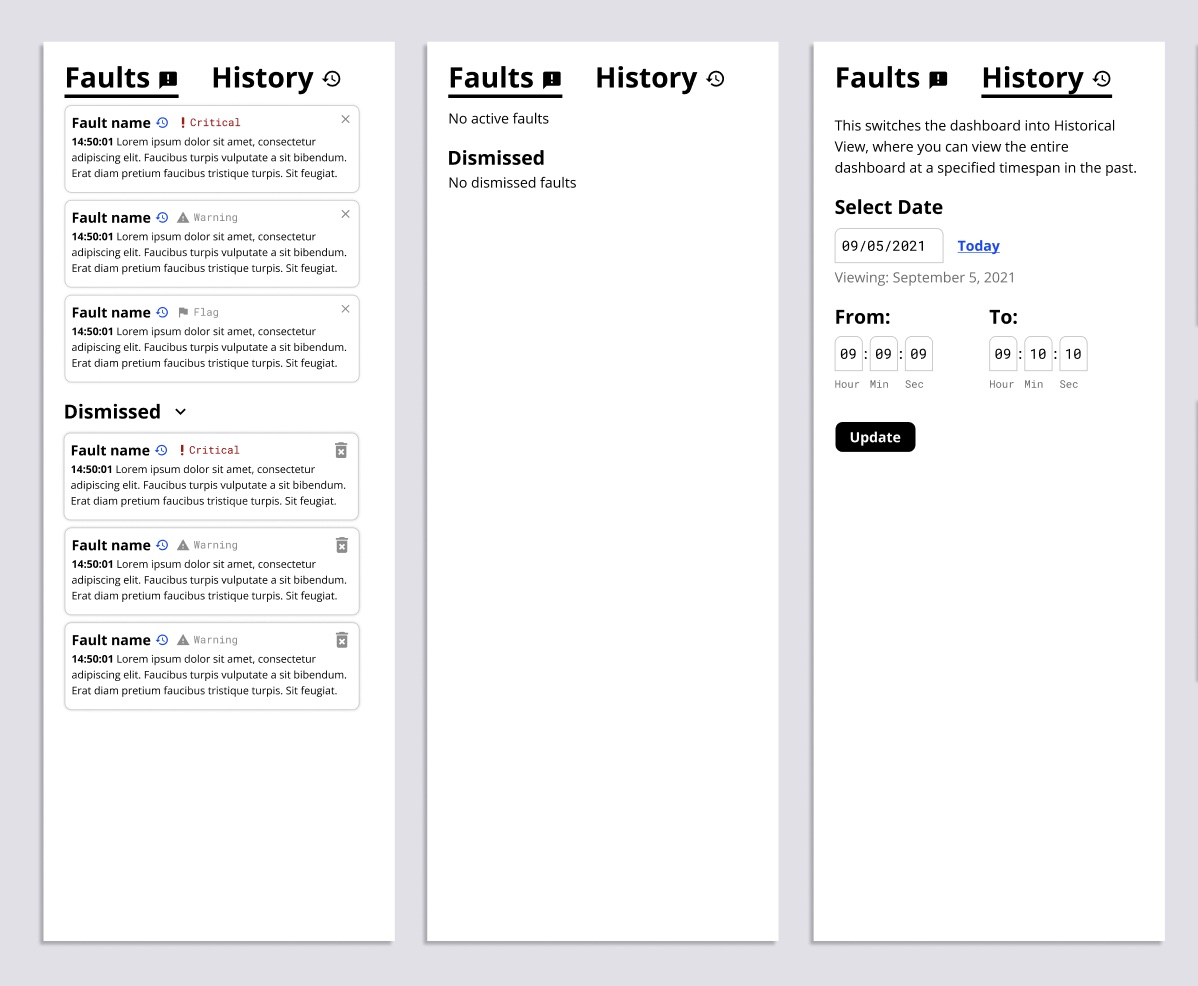 Faults History
Fault name Critical
14:50:01 Lorem ipsum dolor sit amet, consectetur
adipiscing elit. Faucibus turpis vulputate a sit bibendum.
Erat diam pretium faucibus tristique turpis. Sit feugiat.
Fault name Warning
14:50:01 Lorem ipsum dolor sit amet, consectetur
adipiscing elit. Faucibus turpis vulputate a sit bibendum.
Erat diam pretium faucibus tristique turpis. Sit feugiat.
Fault name Flag
14:50:01 Lorem ipsum dolor sit amet, consectetur
adipiscing elit. Faucibus turpis vulputate a sit bibendum.
Erat diam pretium faucibus tristique turpis. Sit feugiat.
Dismissed
Fault name Critical
14:50:01 Lorem ipsum dolor sit amet, consectetur
adipiscing elit. Faucibus turpis vulputate a sit bibendum.
Erat diam pretium faucibus tristique turpis. Sit feugiat.
Fault name Warning
14:50:01 Lorem ipsum dolor sit amet, consectetur
adipiscing elit. Faucibus turpis vulputate a sit bibendum.
Erat diam pretium faucibus tristique turpis. Sit feugiat.
Fault name Warning
14:50:01 Lorem ipsum dolor sit amet, consectetur
adipiscing elit. Faucibus turpis vulputate a sit bibendum.
Erat diam pretium faucibus tristique turpis. Sit feugiat.
Faults History
No active faults
Dismissed
No dismissed faults
Faults History
This switches the dashboard into Historical
View, where you can view the entire
dashboard at a specified timespan in the past.
Select Date
09/05/2021 Today
Viewing: September 5, 2021
From: To:
09 : 09 : 09 09 : 10 : 10
Hour Min Sec Hour Min Sec
Update